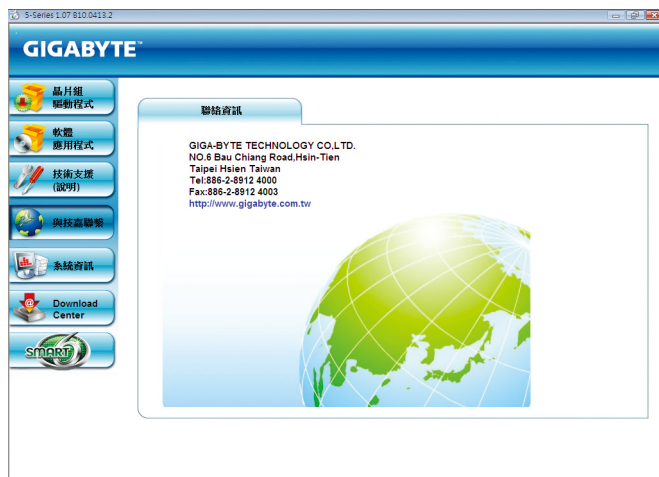 5-Series 1.07 B10.0413.2
GIGABYTE™
晶片組
驅動程式
軟體
應用程式
技術支援
(說明)
與技嘉聯繫
系統資訊
Download
Center
SMART6
聯絡資訊
GIGA-BYTE TECHNOLOGY CO,LTD.
NO.6 Bau Chiang Road,Hsin-Tien
Taipei Hsien Taiwan
Tel:886-2-8912 4000
Fax:886-2-8912 4003
http://www.gigabyte.com.tw